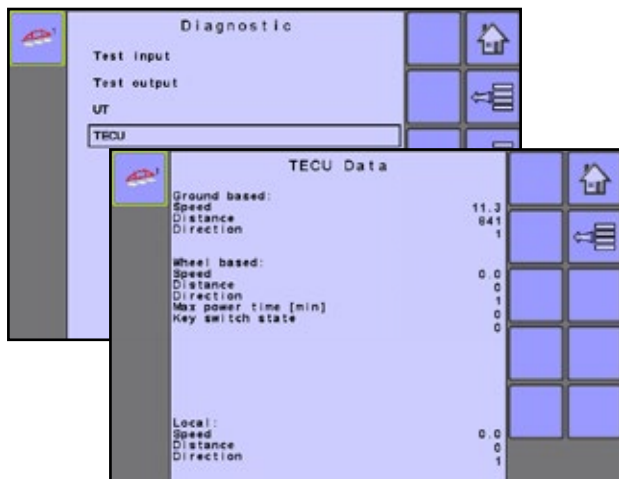 Diagnostic
Test input
Test output
UT
TECU
TECU Data
Ground based:
Speed 11.3
Distance 841
Direction 1
Wheel based:
Speed 0.0
Distance 0
Direction 1
Max power time [min] 0
Key switch state 0
Local:
Speed 0.0
Distance 0
Direction 1